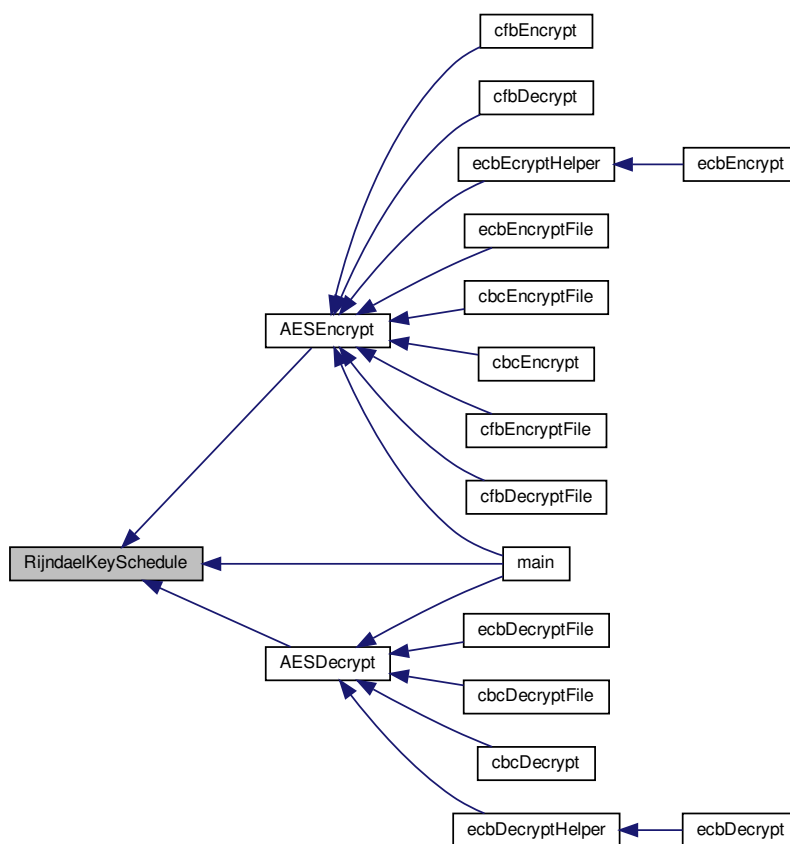 cfbEncrypt
cfbDecrypt
ecbEcryptHelper
ecbEncrypt
ecbEncryptFile
cbcEncryptFile
AESEncrypt
cbcEncrypt
cfbEncryptFile
cfbDecryptFile
RijndaelKeySchedule
main
ecbDecryptFile
AESDecrypt
cbcDecryptFile
cbcDecrypt
ecbDecryptHelper
ecbDecrypt